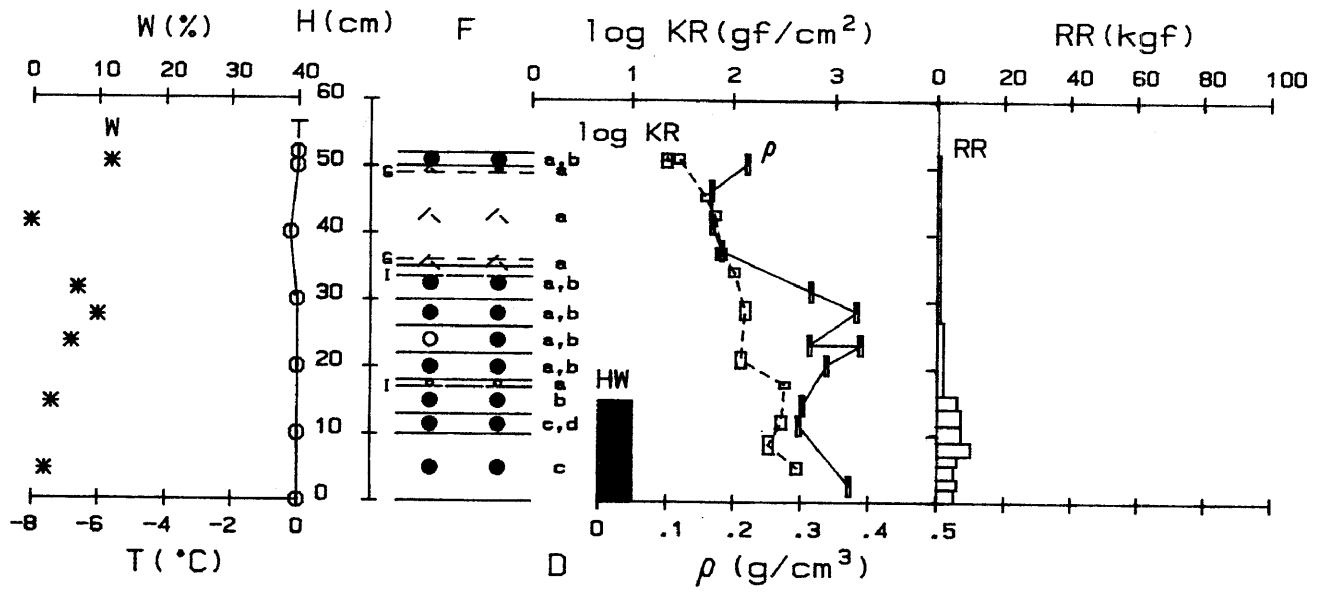 W(%) H(cm) F log KR(gf/cm²) RR(kgf)
0 10 20 30 40 0 1 2 3 0 20 40 60 80 100
60
W T log KR ρ RR
50 a,b
G a
40 a
G a
I a,b
30 a,b
a,b
20 a,b HW
I a
b
10 c,d
c
0
-8 -6 -4 -2 0 0 .1 .2 .3 .4 .5
T(°C) D ρ (g/cm³)